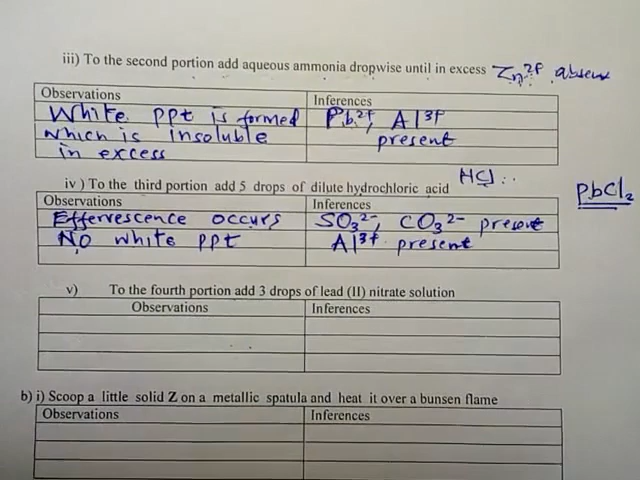 iii) To the second portion add aqueous ammonia dropwise until in excess Zn2+ absent
Observations Inferences
White ppt is formed Pb2+, Al3+
which is insoluble present
in excess
HCl
iv ) To the third portion add 5 drops of dilute hydrochloric acid
PbCl2
Observations Inferences
Effervescence occurs SO32-, CO32- present
No white ppt Al3+ present
v) To the fourth portion add 3 drops of lead (II) nitrate solution
Observations Inferences
b) i) Scoop a little solid Z on a metallic spatula and heat it over a bunsen flame
Observations Inferences